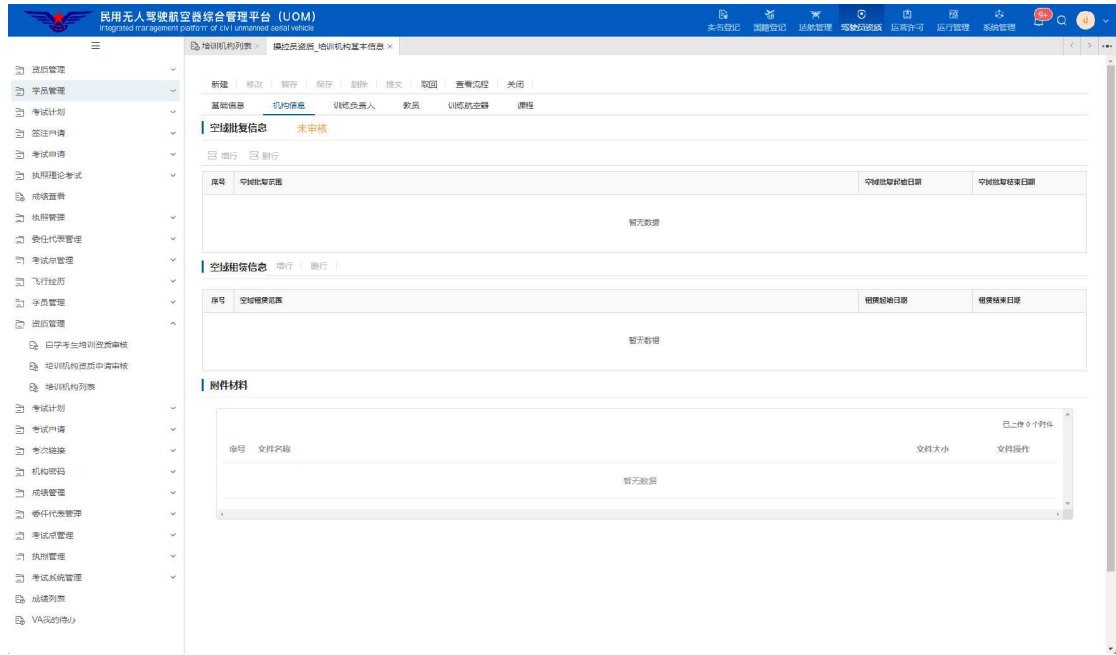 民用无人驾驶航空器综合管理平台（UOM）
Integrated management platform of civil unmanned aerial vehicle
实名登记 国籍登记 适航管理 驾驶员资质 运营许可 运行管理 系统管理 9+ d
培训机构列表 × 操控员资质_培训机构基本信息 ×
资质管理
学员管理
考试计划
签注申请
考试申请
执照理论考试
成绩查看
执照管理
委任代表管理
考试点管理
飞行经历
学员管理
资质管理
自学考生培训资质审核
培训机构资质申请审核
培训机构列表
考试计划
考试申请
考次链接
机构密码
成绩管理
委任代表管理
考试点管理
执照管理
考试系统管理
成绩列表
VA我的待办
新建 修改 暂存 保存 删除 提交 取回 查看流程 关闭
基础信息 机构信息 训练负责人 教员 训练航空器 课程
空域批复信息 未审核
增行 删行
序号 空域批复范围 空域批复起始日期 空域批复结束日期
暂无数据
空域租赁信息 增行 删行
序号 空域租赁范围 租赁起始日期 租赁结束日期
暂无数据
附件材料
已上传 0 个附件
序号 文件名称 文件大小 文件操作
暂无数据